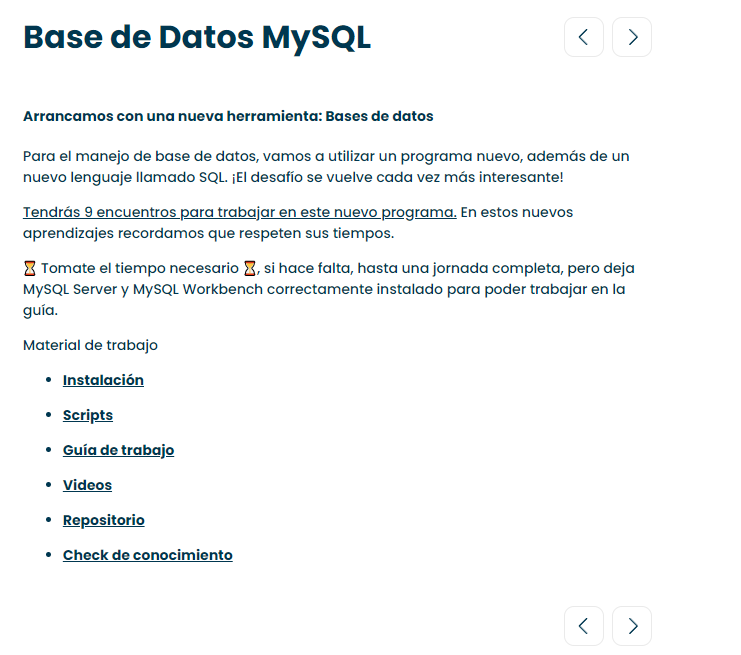 Base de Datos MySQL
Arrancamos con una nueva herramienta: Bases de datos
Para el manejo de base de datos, vamos a utilizar un programa nuevo, además de un
nuevo lenguaje llamado SQL. ¡El desafío se vuelve cada vez más interesante!
Tendrás 9 encuentros para trabajar en este nuevo programa. En estos nuevos
aprendizajes recordamos que respeten sus tiempos.
⏳ Tomate el tiempo necesario ⏳, si hace falta, hasta una jornada completa, pero deja
MySQL Server y MySQL Workbench correctamente instalado para poder trabajar en la
guía.
Material de trabajo
• Instalación
• Scripts
• Guía de trabajo
• Videos
• Repositorio
• Check de conocimiento